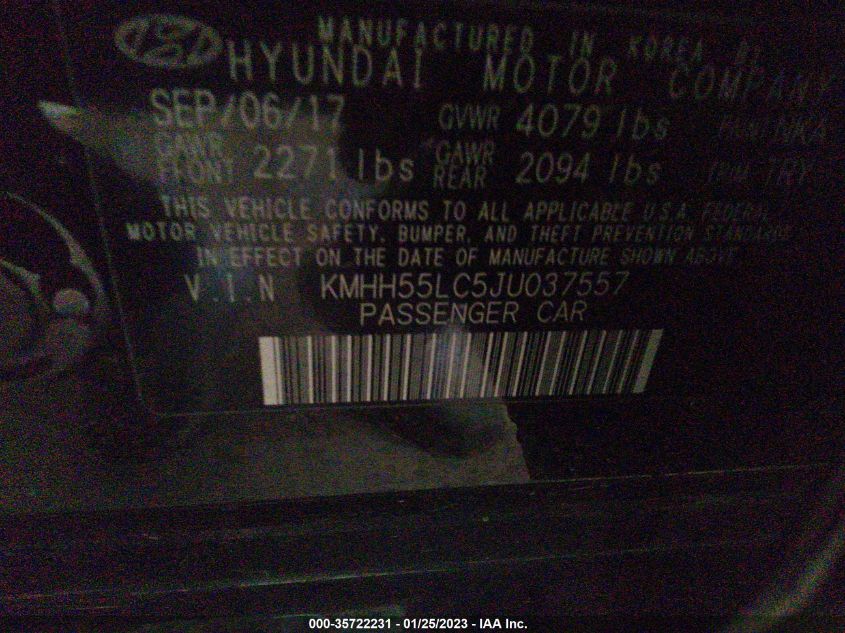 MANUFACTURED IN KOREA BY
HYUNDAI MOTOR COMPANY
SEP/06/17 GVWR 4079 lbs
GAWR FRONT 2271 lbs GAWR REAR 2094 lbs TRIM TRY
THIS VEHICLE CONFORMS TO ALL APPLICABLE U.S.A. FEDERAL
MOTOR VEHICLE SAFETY, BUMPER, AND THEFT PREVENTION STANDARDS
IN EFFECT ON THE DATE OF MANUFACTURE SHOWN ABOVE.
V.I.N KMHH55LC5JU037557
PASSENGER CAR
000-35722231 - 01/25/2023 - IAA Inc.